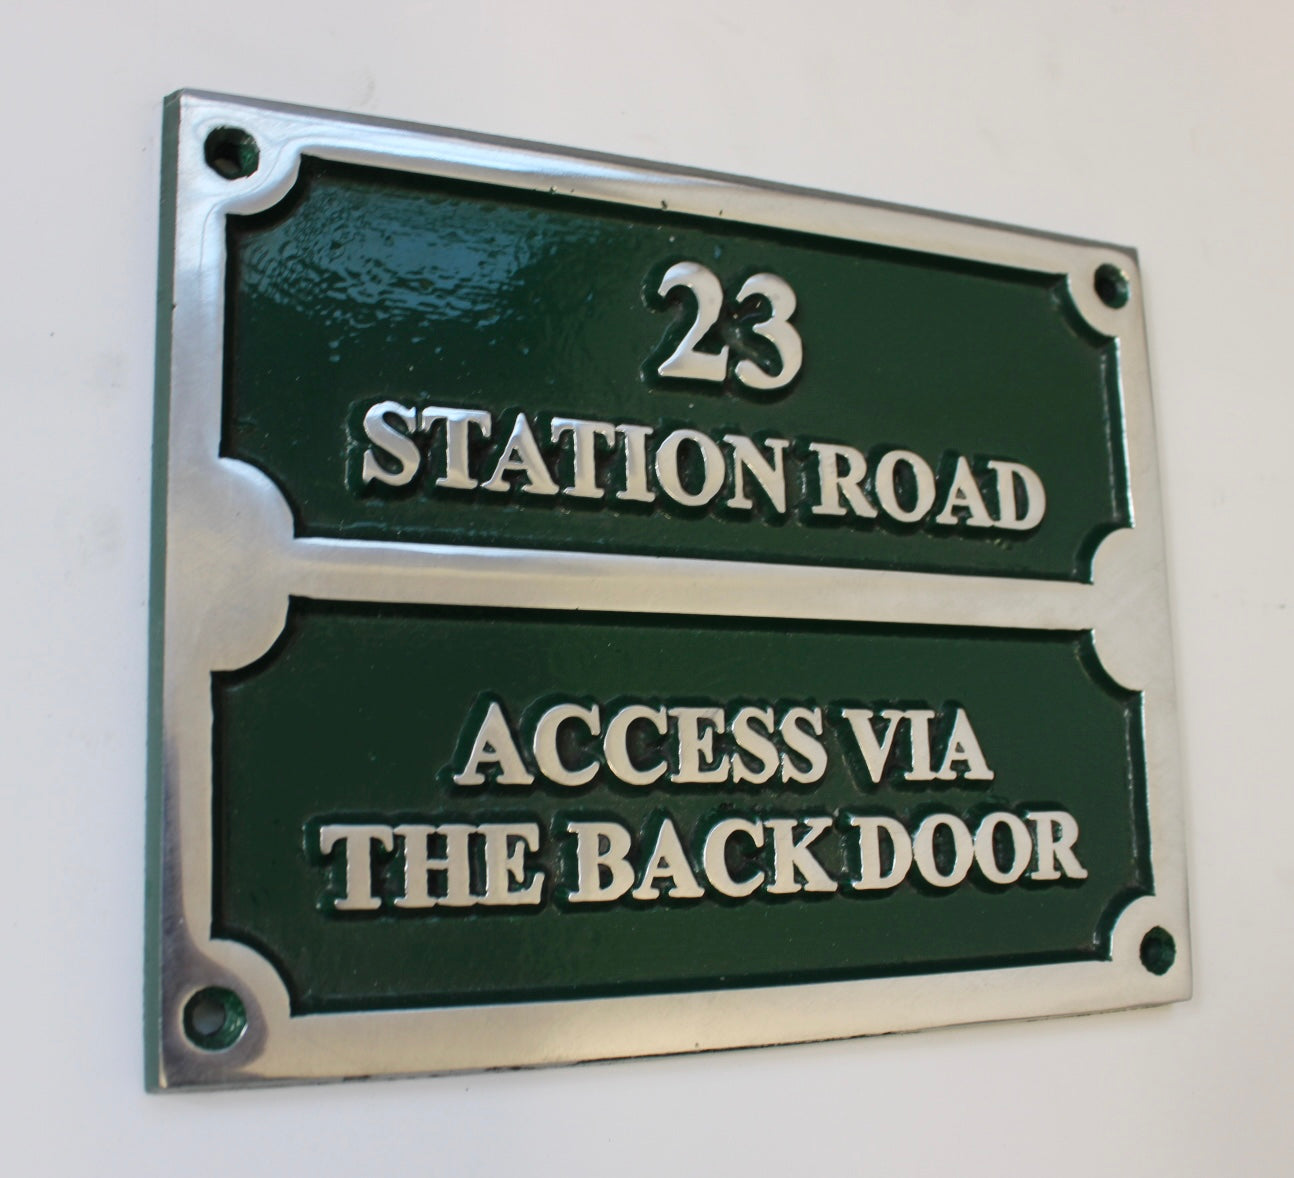 23
STATION ROAD
ACCESS VIA
THE BACK DOOR